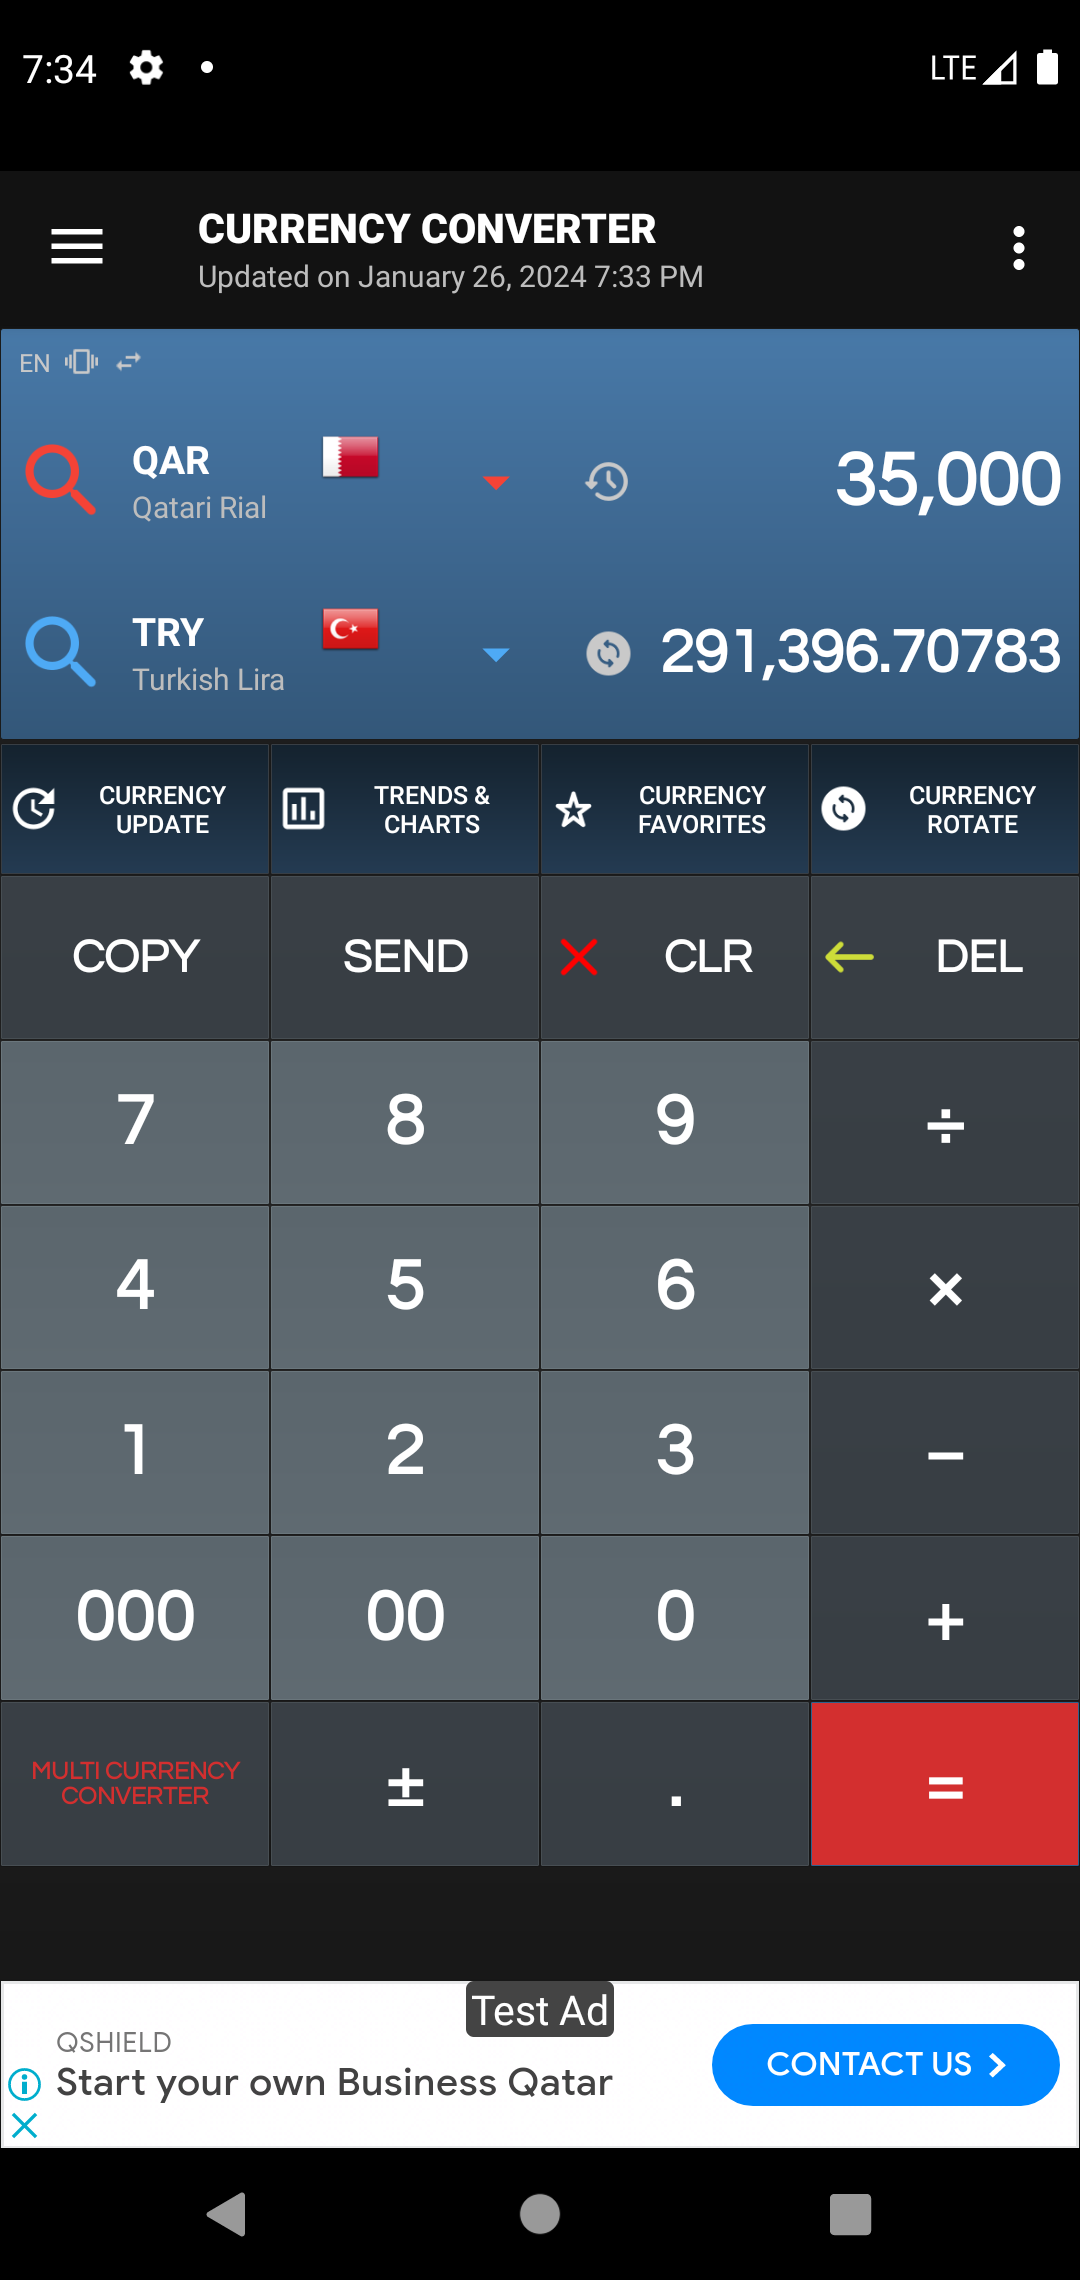 7:34
LTE
CURRENCY CONVERTER
Updated on January 26, 2024 7:33 PM
EN
QAR
Qatari Rial
35,000
TRY
Turkish Lira
291,396.70783
CURRENCY
UPDATE
TRENDS &
CHARTS
CURRENCY
FAVORITES
CURRENCY
ROTATE
COPY
SEND
CLR
DEL
7
8
9
÷
4
5
6
×
1
2
3
−
000
00
0
+
MULTI CURRENCY
CONVERTER
±
.
=
Test Ad
QSHIELD
Start your own Business Qatar
CONTACT US